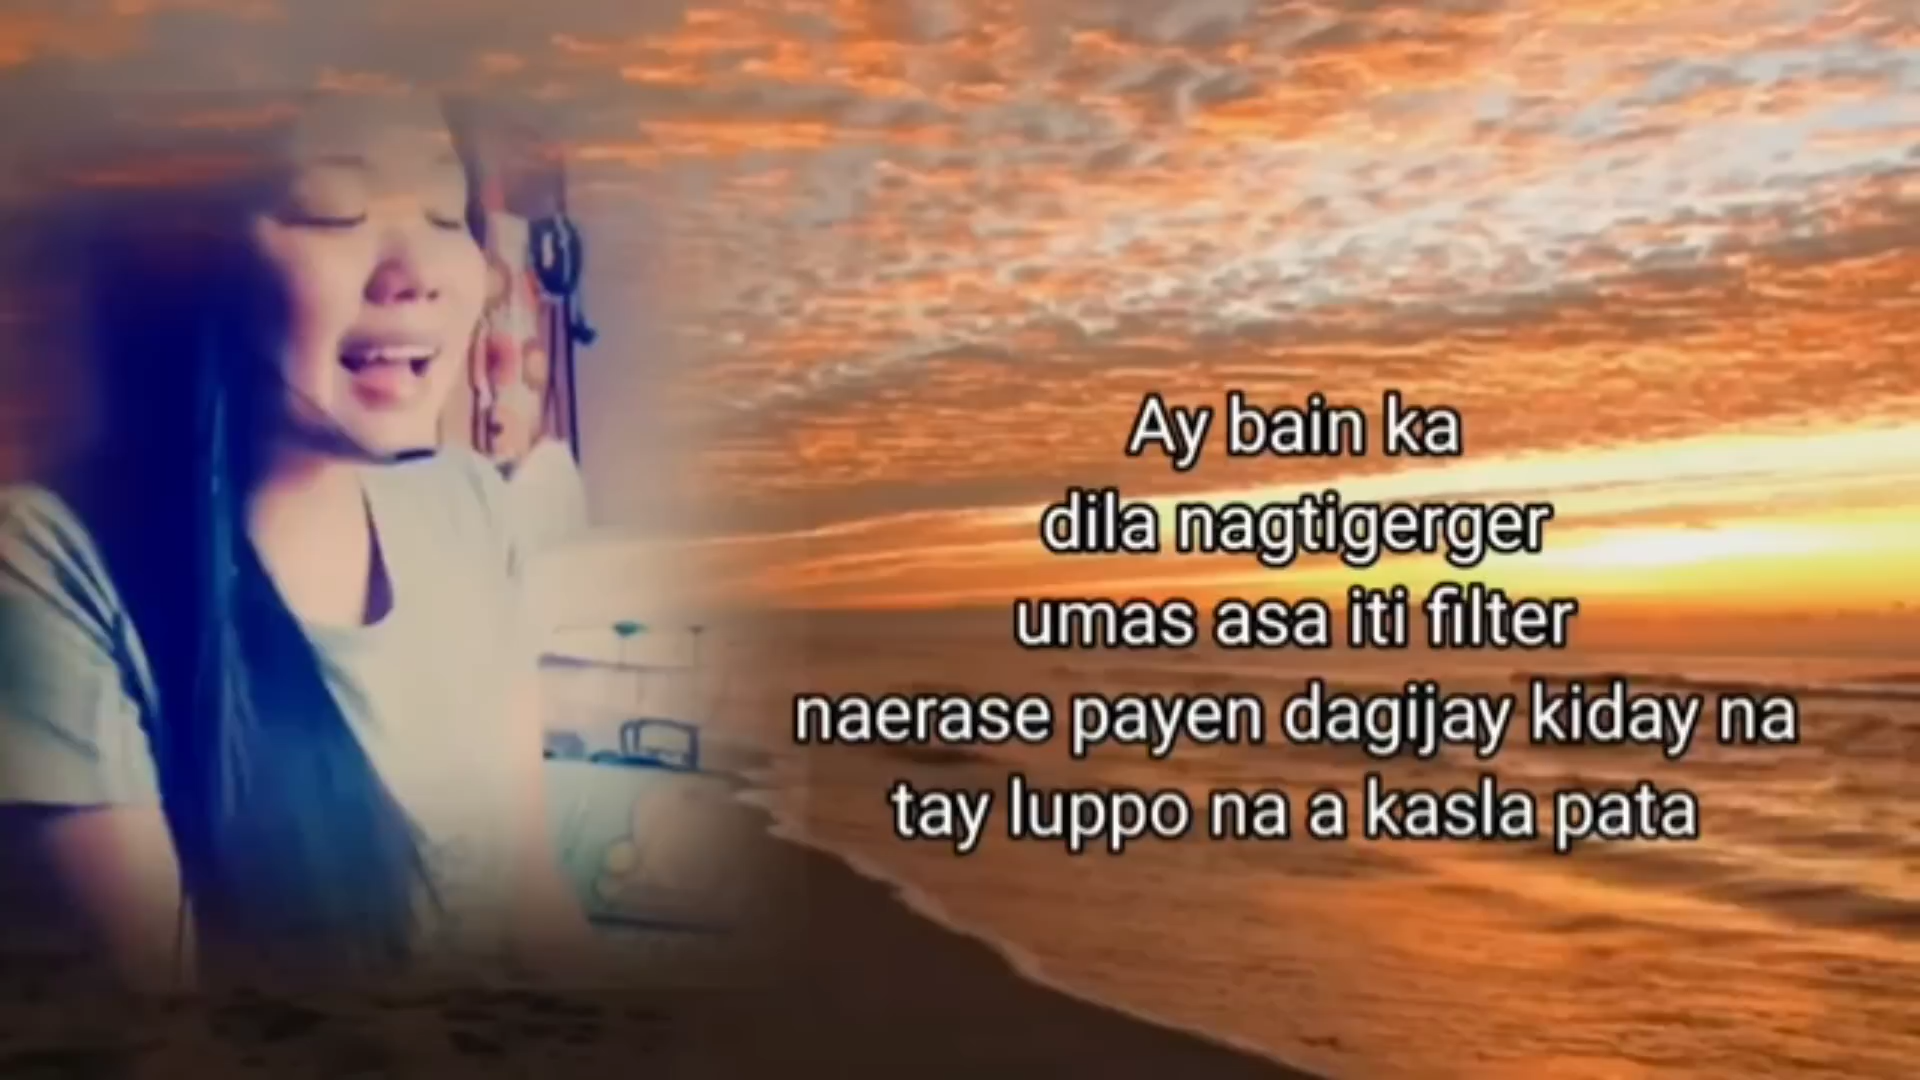 Ay bain ka
dila nagtigerger
umas asa iti filter
naerase payen dagijay kiday na
tay luppo na a kasla pata